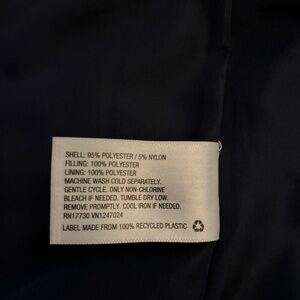 SHELL: 95% POLYESTER / 5% NYLON
FILLING: 100% POLYESTER
LINING: 100% POLYESTER
MACHINE WASH COLD SEPARATELY.
GENTLE CYCLE. ONLY NON-CHLORINE
BLEACH IF NEEDED. TUMBLE DRY LOW.
REMOVE PROMPTLY. COOL IRON IF NEEDED.
RN17730 VN1247024
LABEL MADE FROM 100% RECYCLED PLASTIC